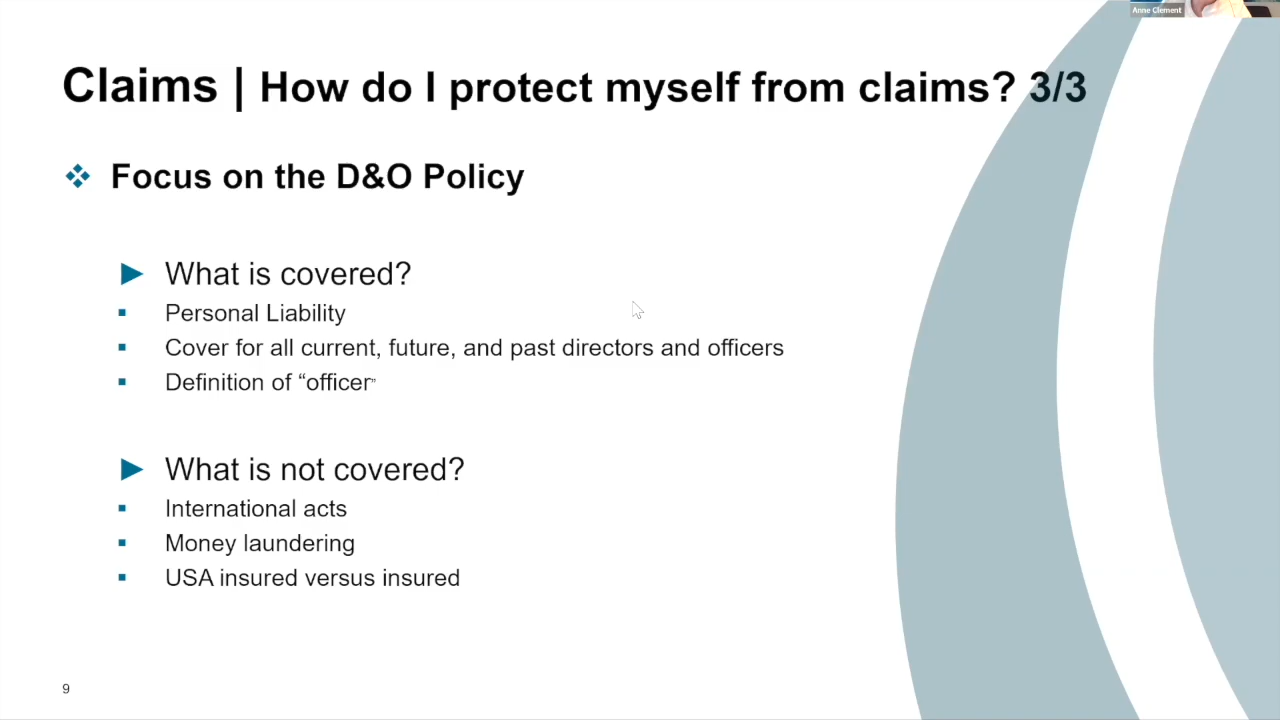 Anne Clement
Claims | How do I protect myself from claims? 3/3
Focus on the D&O Policy
What is covered?
Personal Liability
Cover for all current, future, and past directors and officers
Definition of “officer”
What is not covered?
International acts
Money laundering
USA insured versus insured
9